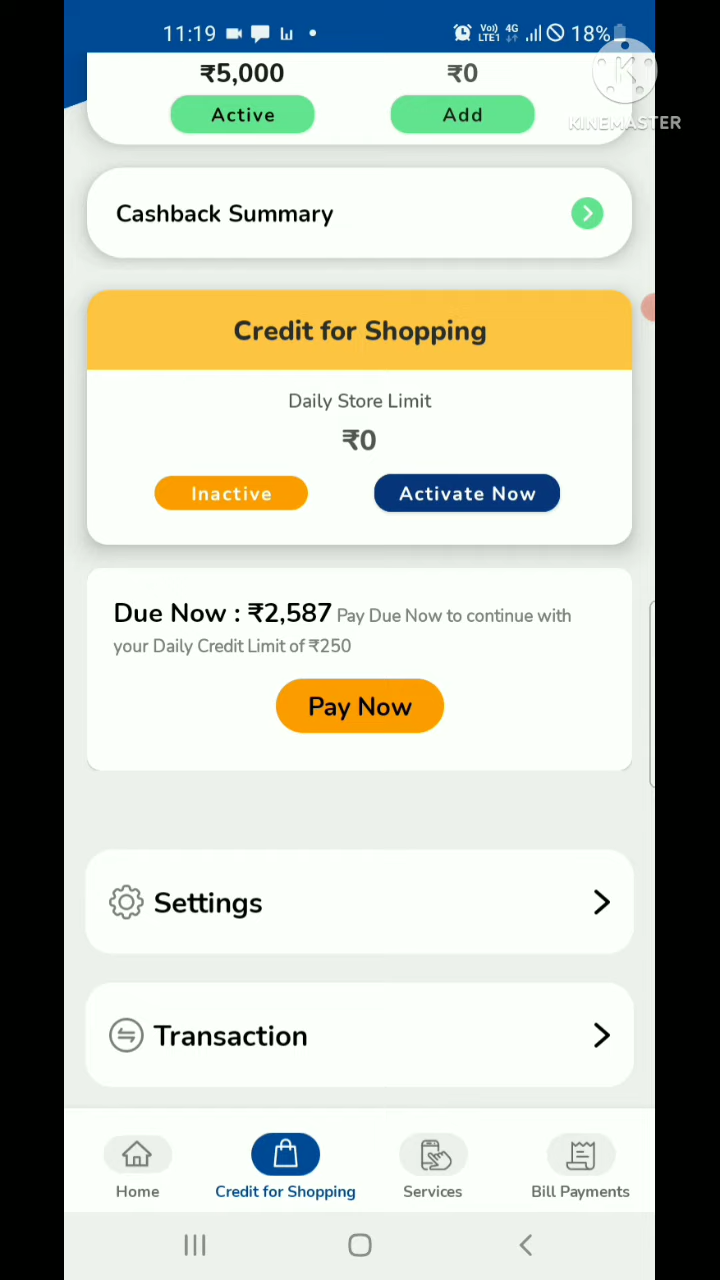 11:19 Vo) LTE1 4G 18%
KINEMASTER
₹5,000 ₹0
Active Add
Cashback Summary
Credit for Shopping
Daily Store Limit
₹0
Inactive Activate Now
Due Now : ₹2,587 Pay Due Now to continue with
your Daily Credit Limit of ₹250
Pay Now
Settings
Transaction
Home Credit for Shopping Services Bill Payments